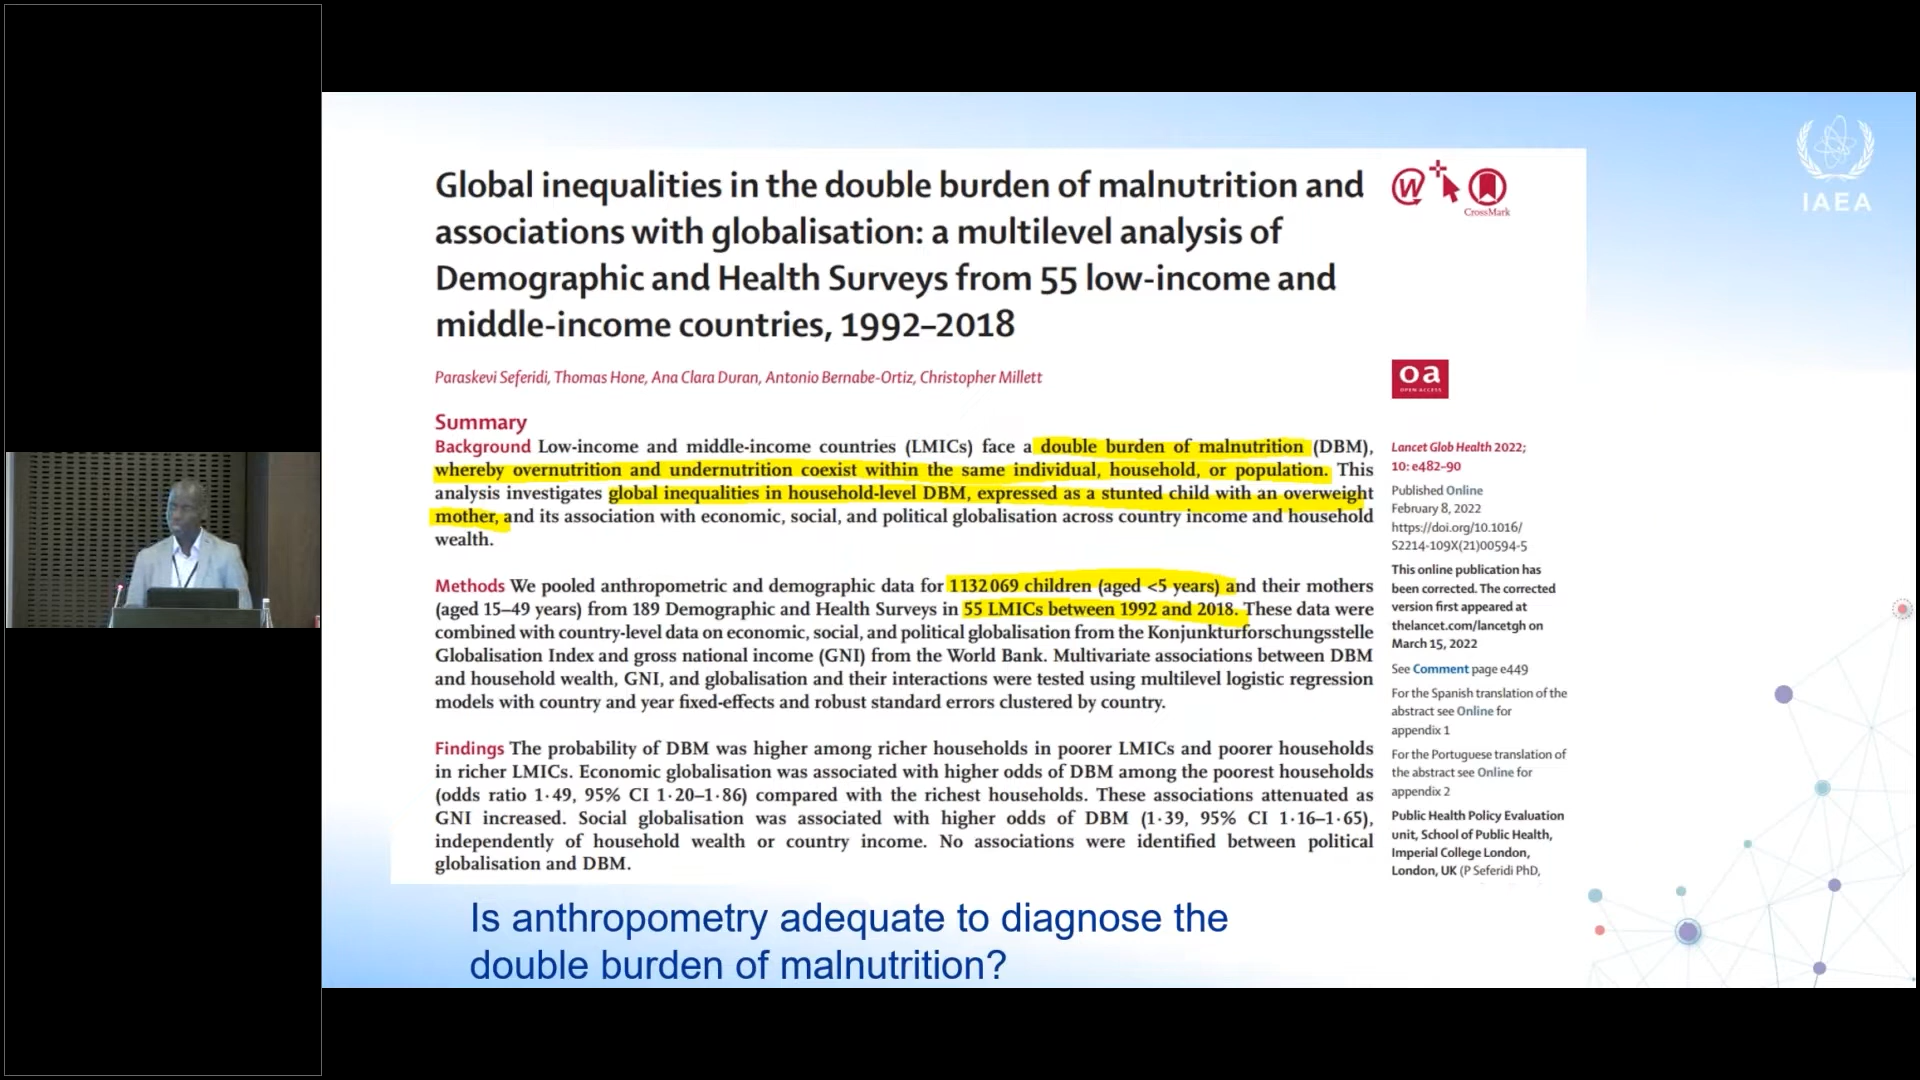 Global inequalities in the double burden of malnutrition and
associations with globalisation: a multilevel analysis of
Demographic and Health Surveys from 55 low-income and
middle-income countries, 1992–2018
Paraskevi Seferidi, Thomas Hone, Ana Clara Duran, Antonio Bernabe-Ortiz, Christopher Millett
Summary
Background Low-income and middle-income countries (LMICs) face a double burden of malnutrition (DBM),
whereby overnutrition and undernutrition coexist within the same individual, household, or population. This
analysis investigates global inequalities in household-level DBM, expressed as a stunted child with an overweight
mother, and its association with economic, social, and political globalisation across country income and household
wealth.
Methods We pooled anthropometric and demographic data for 1132069 children (aged <5 years) and their mothers
(aged 15–49 years) from 189 Demographic and Health Surveys in 55 LMICs between 1992 and 2018. These data were
combined with country-level data on economic, social, and political globalisation from the Konjunkturforschungsstelle
Globalisation Index and gross national income (GNI) from the World Bank. Multivariate associations between DBM
and household wealth, GNI, and globalisation and their interactions were tested using multilevel logistic regression
models with country and year fixed-effects and robust standard errors clustered by country.
Findings The probability of DBM was higher among richer households in poorer LMICs and poorer households
in richer LMICs. Economic globalisation was associated with higher odds of DBM among the poorest households
(odds ratio 1·49, 95% CI 1·20–1·86) compared with the richest households. These associations attenuated as
GNI increased. Social globalisation was associated with higher odds of DBM (1·39, 95% CI 1·16–1·65),
independently of household wealth or country income. No associations were identified between political
globalisation and DBM.
W
CrossMark
oa
OPEN ACCESS
Lancet Glob Health 2022;
10: e482–90
Published Online
February 8, 2022
https://doi.org/10.1016/
S2214-109X(21)00594-5
This online publication has
been corrected. The corrected
version first appeared at
thelancet.com/lancetgh on
March 15, 2022
See Comment page e449
For the Spanish translation of the
abstract see Online for
appendix 1
For the Portuguese translation of
the abstract see Online for
appendix 2
Public Health Policy Evaluation
unit, School of Public Health,
Imperial College London,
London, UK (P Seferidi PhD,
IAEA
Is anthropometry adequate to diagnose the
double burden of malnutrition?